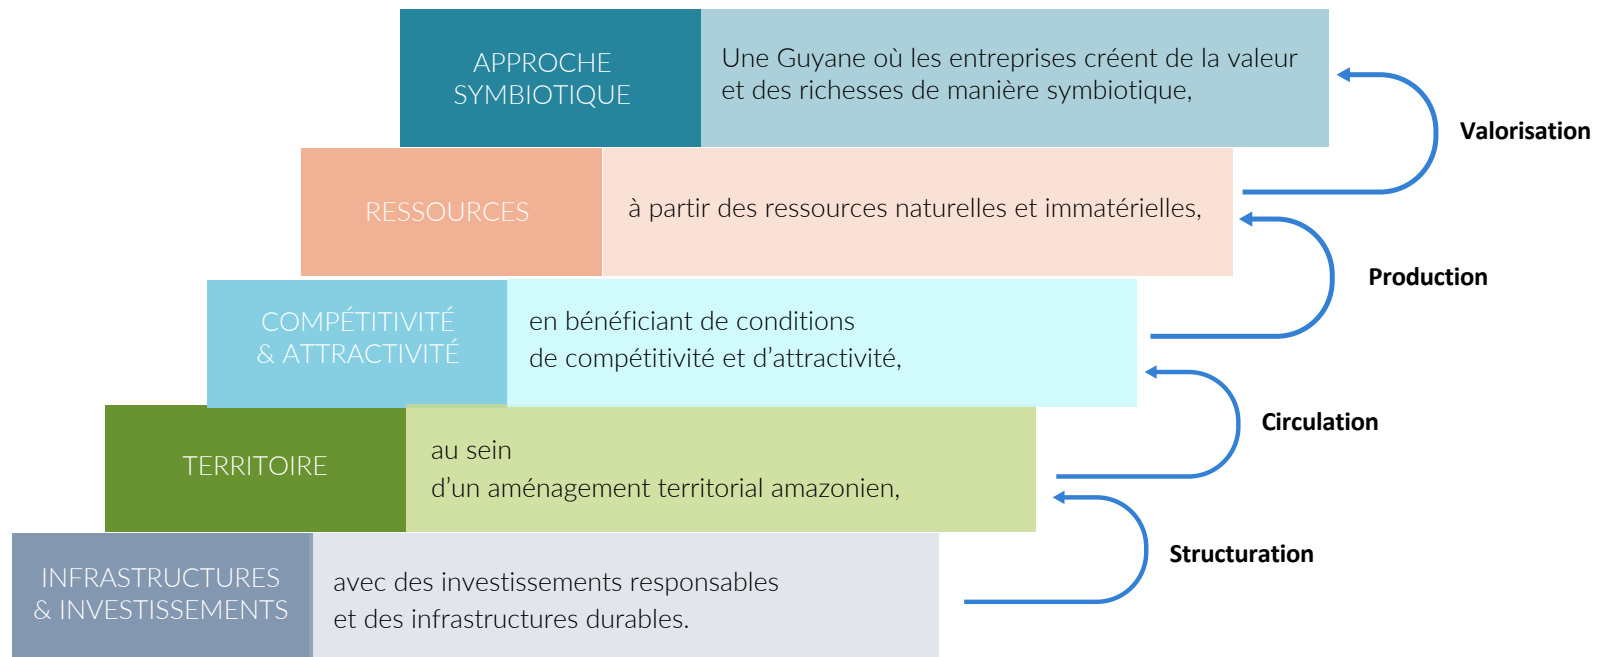 APPROCHE
SYMBIOTIQUE
Une Guyane où les entreprises créent de la valeur
et des richesses de manière symbiotique,
Valorisation
RESSOURCES
à partir des ressources naturelles et immatérielles,
Production
COMPÉTITIVITÉ
& ATTRACTIVITÉ
en bénéficiant de conditions
de compétitivité et d’attractivité,
Circulation
TERRITOIRE
au sein
d’un aménagement territorial amazonien,
Structuration
INFRASTRUCTURES
& INVESTISSEMENTS
avec des investissements responsables
et des infrastructures durables.